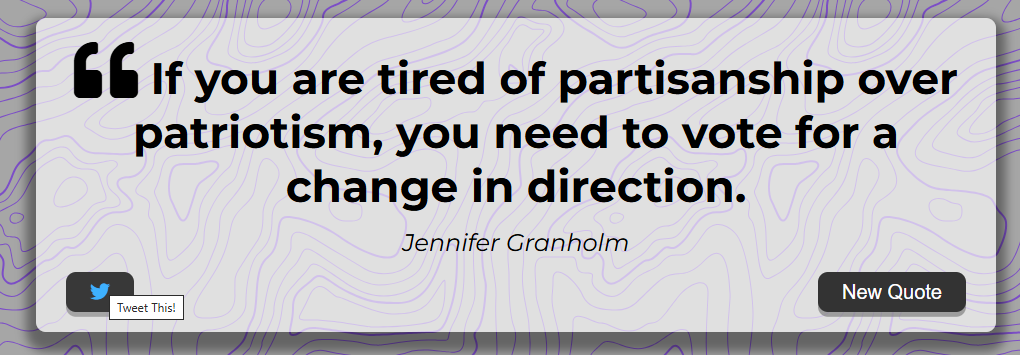 If you are tired of partisanship over
patriotism, you need to vote for a
change in direction.
Jennifer Granholm
Tweet This!
New Quote